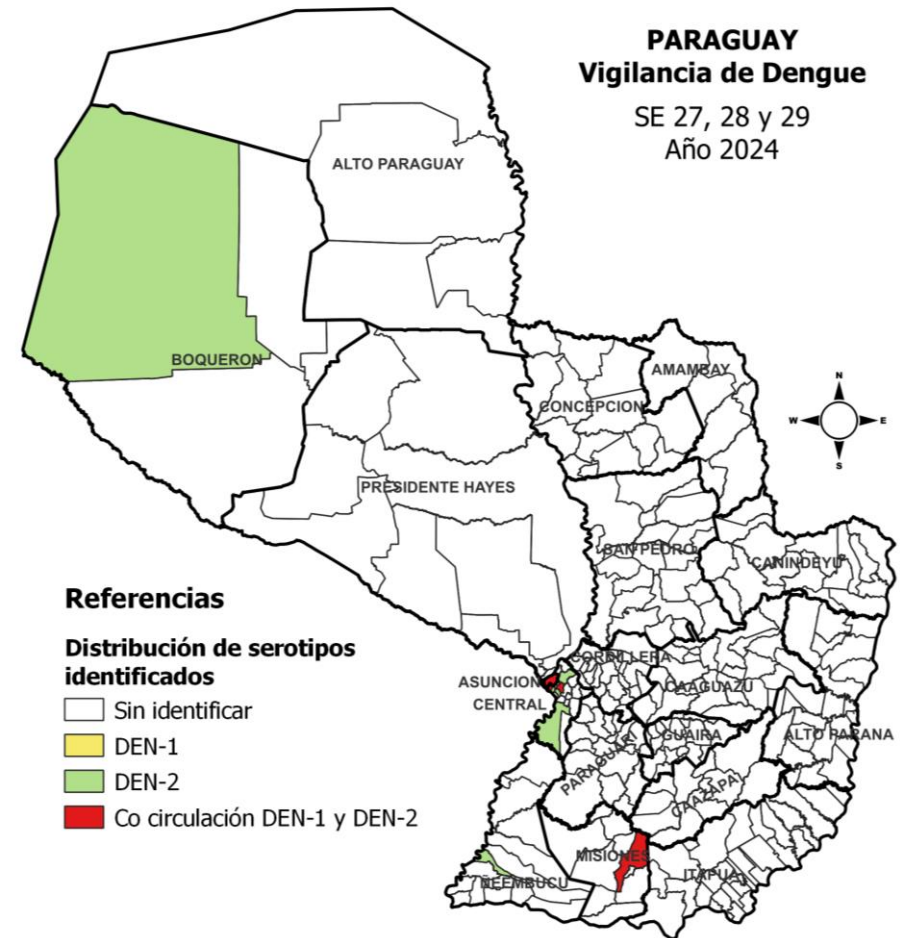 PARAGUAY
Vigilancia de Dengue
SE 27, 28 y 29
Año 2024
ALTO PARAGUAY
BOQUERON
AMAMBAY
CONCEPCION
N
W
E
S
PRESIDENTE HAYES
SAN PEDRO
CANINDEYU
Referencias
Distribución de serotipos
identificados
Sin identificar
DEN-1
DEN-2
Co circulación DEN-1 y DEN-2
CORDILLERA
ASUNCION
CENTRAL
CAAGUAZU
GUAIRA
ALTO PARANA
PARAGUARI
CAAZAPA
MISIONES
ITAPUA
ÑEEMBUCU